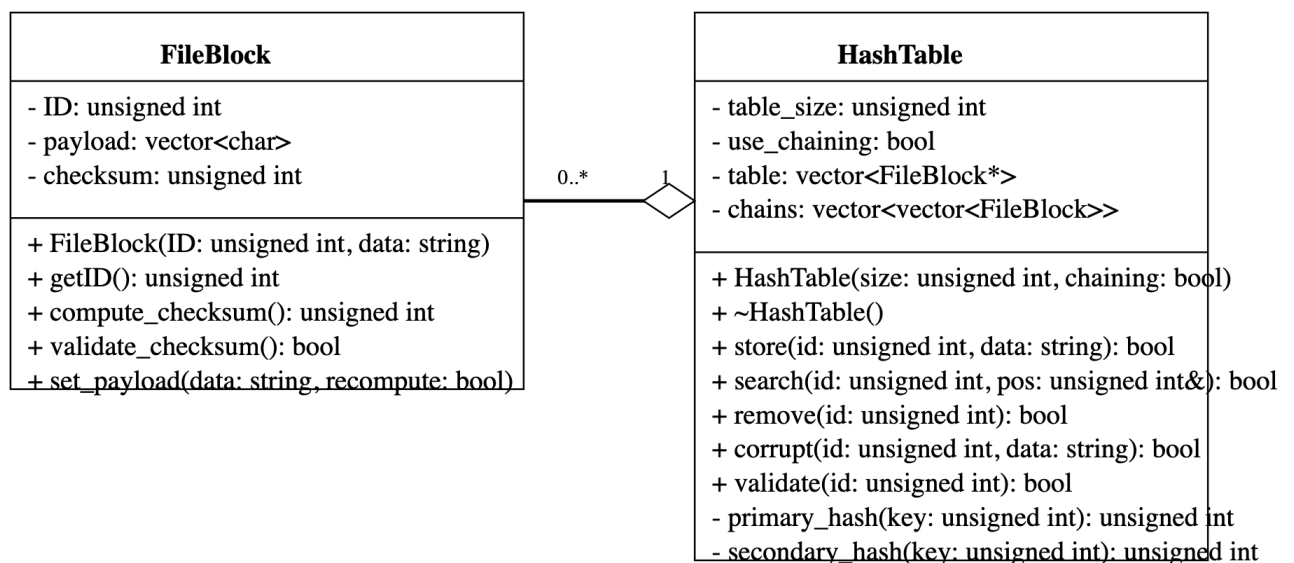 FileBlock
- ID: unsigned int
- payload: vector<char>
- checksum: unsigned int
+ FileBlock(ID: unsigned int, data: string)
+ getID(): unsigned int
+ compute_checksum(): unsigned int
+ validate_checksum(): bool
+ set_payload(data: string, recompute: bool)
0..*
1
HashTable
- table_size: unsigned int
- use_chaining: bool
- table: vector<FileBlock*>
- chains: vector<vector<FileBlock>>
+ HashTable(size: unsigned int, chaining: bool)
+ ~HashTable()
+ store(id: unsigned int, data: string): bool
+ search(id: unsigned int, pos: unsigned int&): bool
+ remove(id: unsigned int): bool
+ corrupt(id: unsigned int, data: string): bool
+ validate(id: unsigned int): bool
- primary_hash(key: unsigned int): unsigned int
- secondary_hash(key: unsigned int): unsigned int